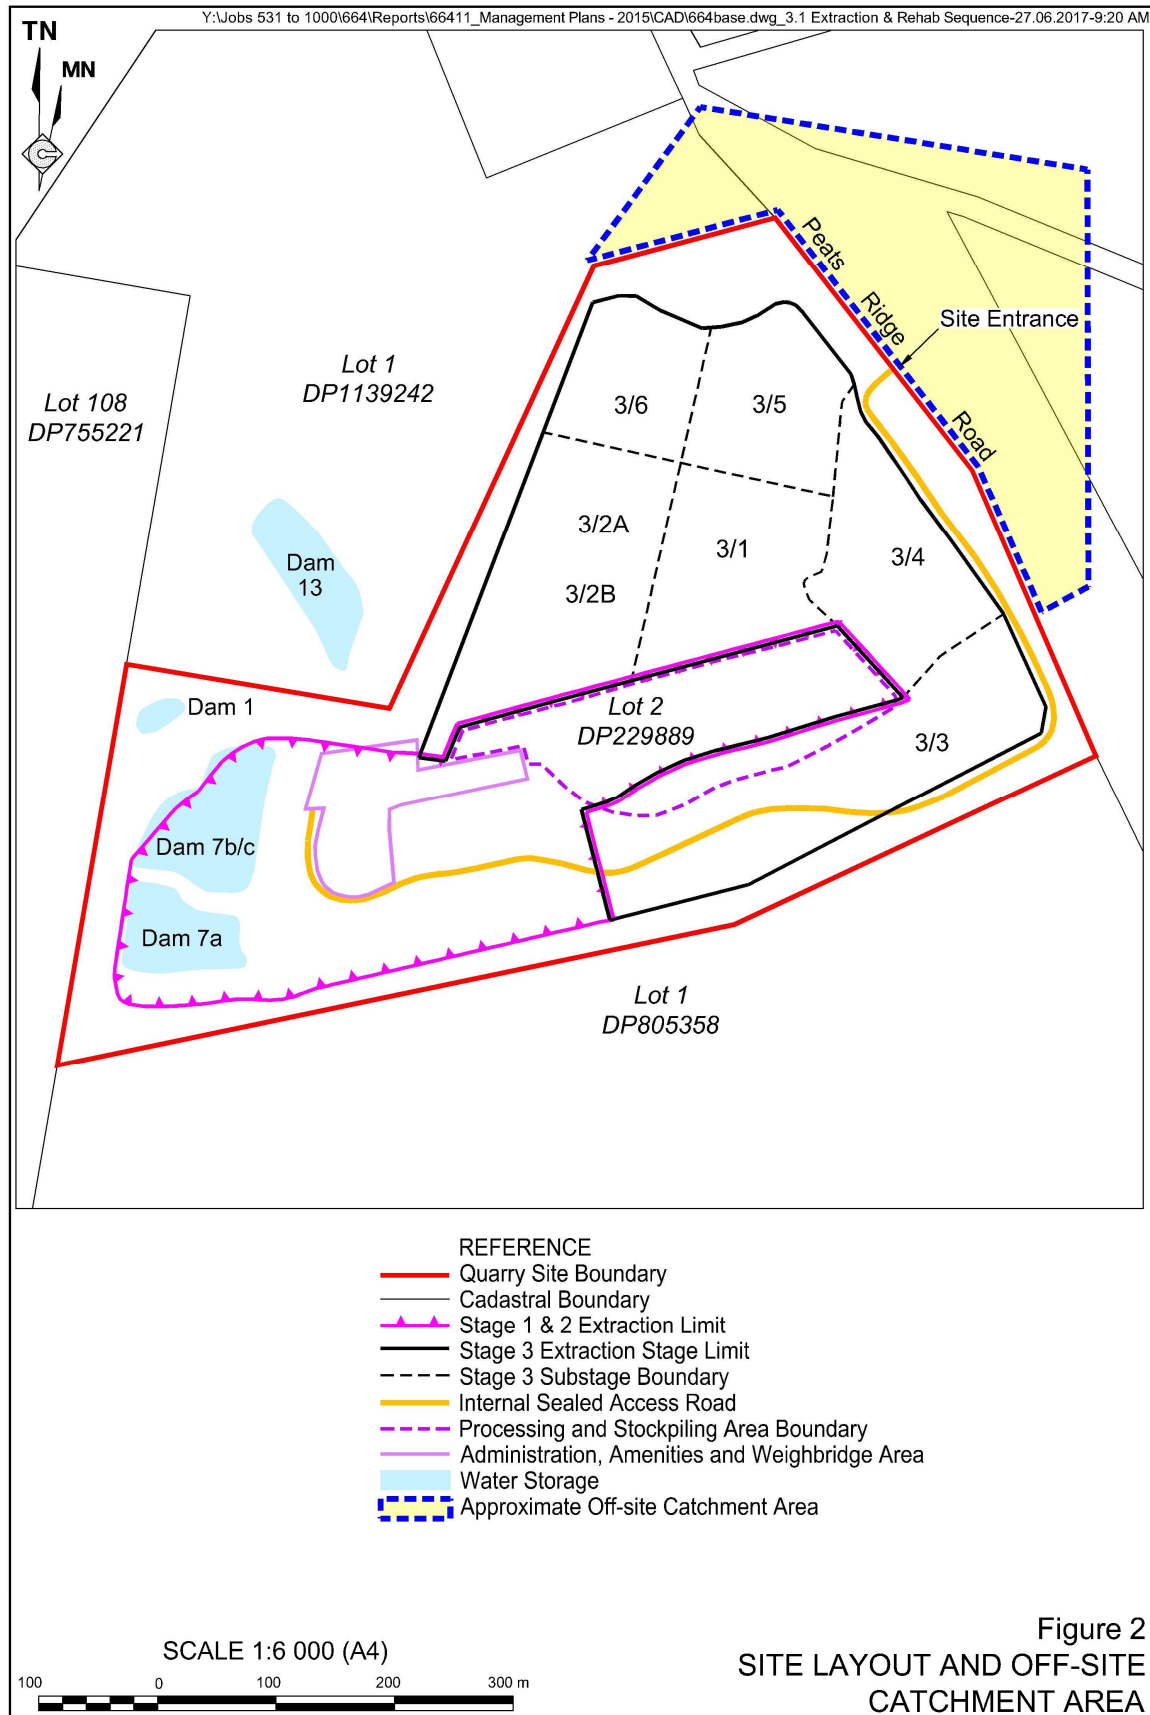 Y:\Jobs 531 to 1000\664\Reports\66411_Management Plans - 2015\CAD\664base.dwg_3.1 Extraction & Rehab Sequence-27.06.2017-9:20 AM
TN
MN
Peats
Ridge
Road
Site Entrance
Lot 1
DP1139242
Lot 108
DP755221
3/6
3/5
3/2A
3/1
3/4
3/2B
Dam
13
Dam 1
Lot 2
DP229889
3/3
Dam 7b/c
Dam 7a
Lot 1
DP805358
REFERENCE
Quarry Site Boundary
Cadastral Boundary
Stage 1 & 2 Extraction Limit
Stage 3 Extraction Stage Limit
Stage 3 Substage Boundary
Internal Sealed Access Road
Processing and Stockpiling Area Boundary
Administration, Amenities and Weighbridge Area
Water Storage
Approximate Off-site Catchment Area
SCALE 1:6 000 (A4)
100 0 100 200 300 m
Figure 2
SITE LAYOUT AND OFF-SITE
CATCHMENT AREA